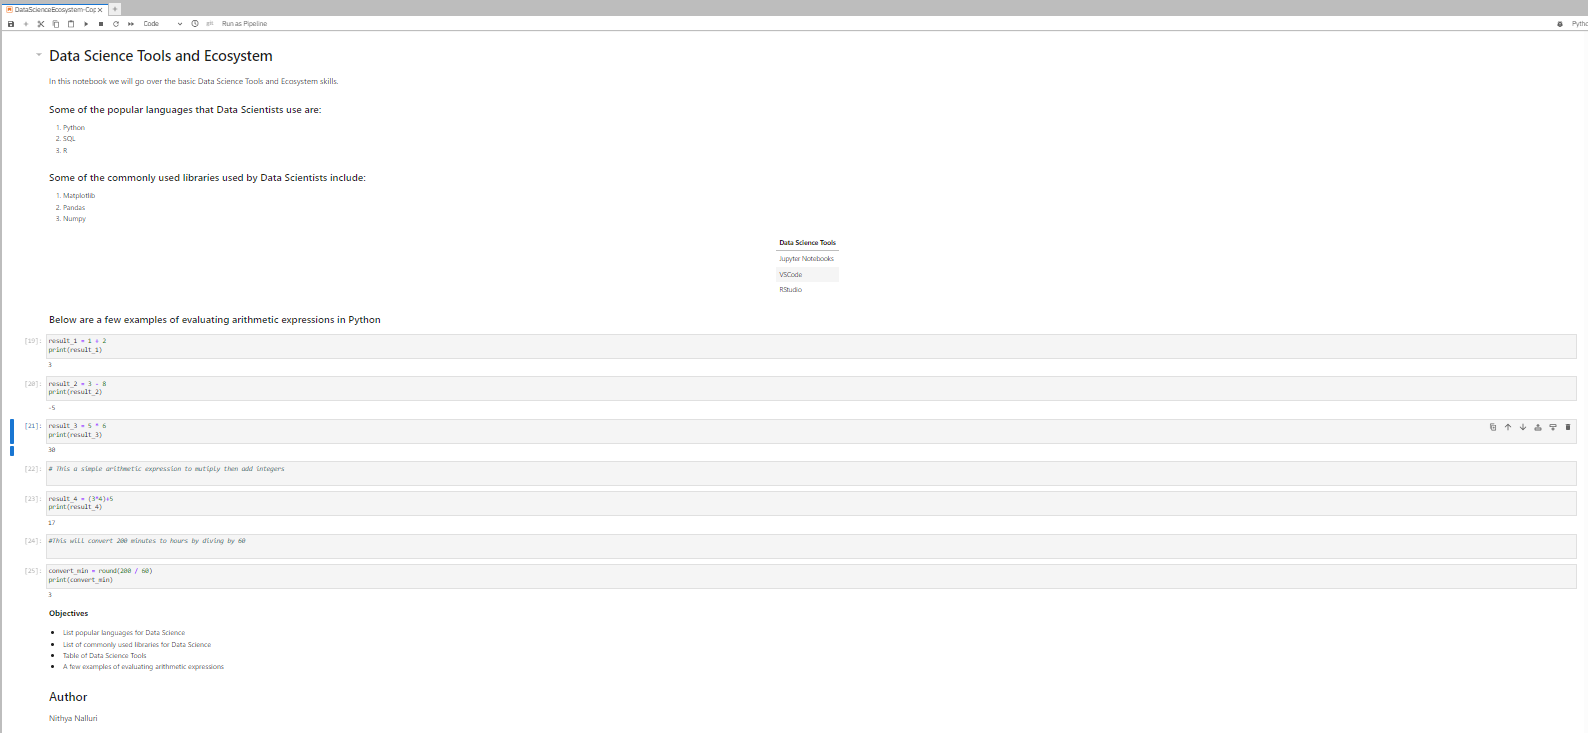 DataScienceEcosystem-Cop
Code
Run as Pipeline
Pytho
Data Science Tools and Ecosystem
In this notebook we will go over the basic Data Science Tools and Ecosystem skills.
Some of the popular languages that Data Scientists use are:
1. Python
2. SQL
3. R
Some of the commonly used libraries used by Data Scientists include:
1. Matplotlib
2. Pandas
3. Numpy
Data Science Tools
Jupyter Notebooks
VSCode
RStudio
Below are a few examples of evaluating arithmetic expressions in Python
[19]: result_1 = 1 + 2
print(result_1)
3
[20]: result_2 = 3 - 8
print(result_2)
-5
[21]: result_3 = 5 * 6
print(result_3)
30
[22]: # This a simple arithmetic expression to mutiply then add integers
[23]: result_4 = (3*4)+5
print(result_4)
17
[24]: #This will convert 200 minutes to hours by diving by 60
[25]: convert_min = round(200 / 60)
print(convert_min)
3
Objectives
List popular languages for Data Science
List of commonly used libraries for Data Science
Table of Data Science Tools
A few examples of evaluating arithmetic expressions
Author
Nithya Nalluri